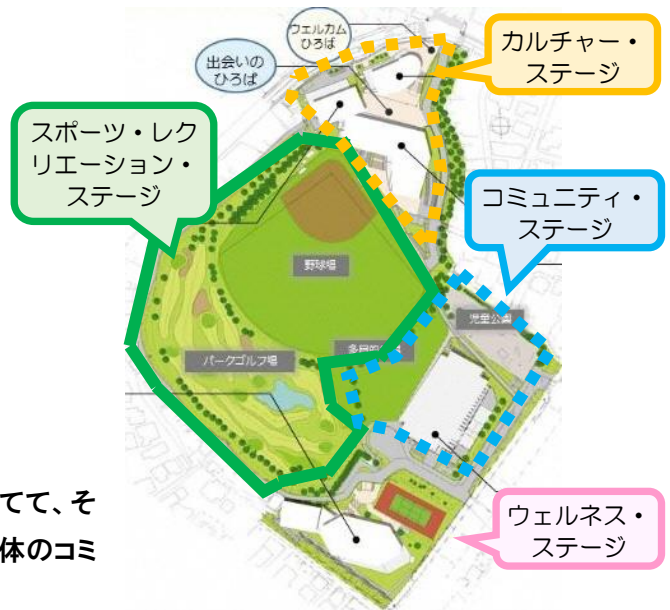 ウェルカム
ひろば
出会いの
ひろば
カルチャー・
ステージ
スポーツ・レク
リエーション・
ステージ
コミュニティ・
ステージ
野球場
児童公園
パークゴルフ場
てて、そ
体のコミ
ウェルネス・
ステージ